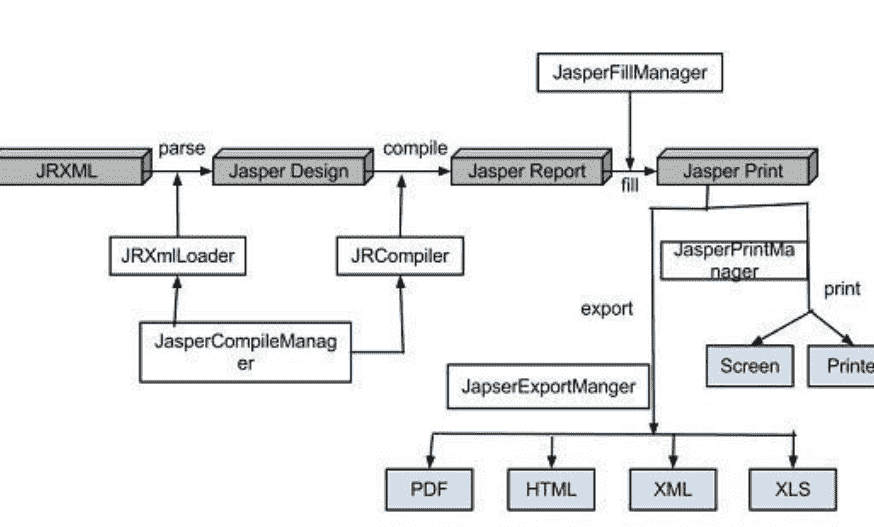 JasperFillManager
parse
compile
JRXML
Jasper Design
Jasper Report
fill
Jasper Print
JRXmlLoader
JRCompiler
JasperPrintMa
nager
export
print
JasperCompileManag
er
Screen
Printe
JapserExportManger
PDF
HTML
XML
XLS